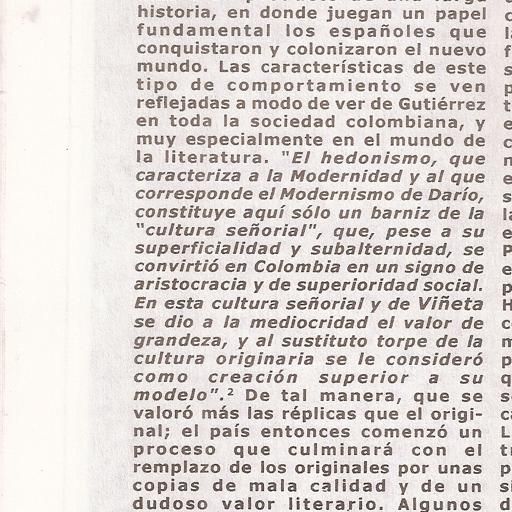 historia, en donde juegan un papel
fundamental los españoles que
conquistaron y colonizaron el nuevo
mundo. Las características de este
tipo de comportamiento se ven
reflejadas a modo de ver de Gutiérrez
en toda la sociedad colombiana, y
muy especialmente en el mundo de
la literatura. "El hedonismo, que
caracteriza a la Modernidad y al que
corresponde el Modernismo de Darío,
constituye aquí sólo un barniz de la
"cultura señorial", que, pese a su
superficialidad y subalternidad, se
convirtió en Colombia en un signo de
aristocracia y de superioridad social.
En esta cultura señorial y de Viñeta
se dio a la mediocridad el valor de
grandeza, y al sustituto torpe de la
cultura originaria se le consideró
como creación superior a su
modelo".² De tal manera, que se
valoró más las réplicas que el origi-
nal; el país entonces comenzó un
proceso que culminará con el
remplazo de los originales por unas
copias de mala calidad y de un
dudoso valor literario. Algunos